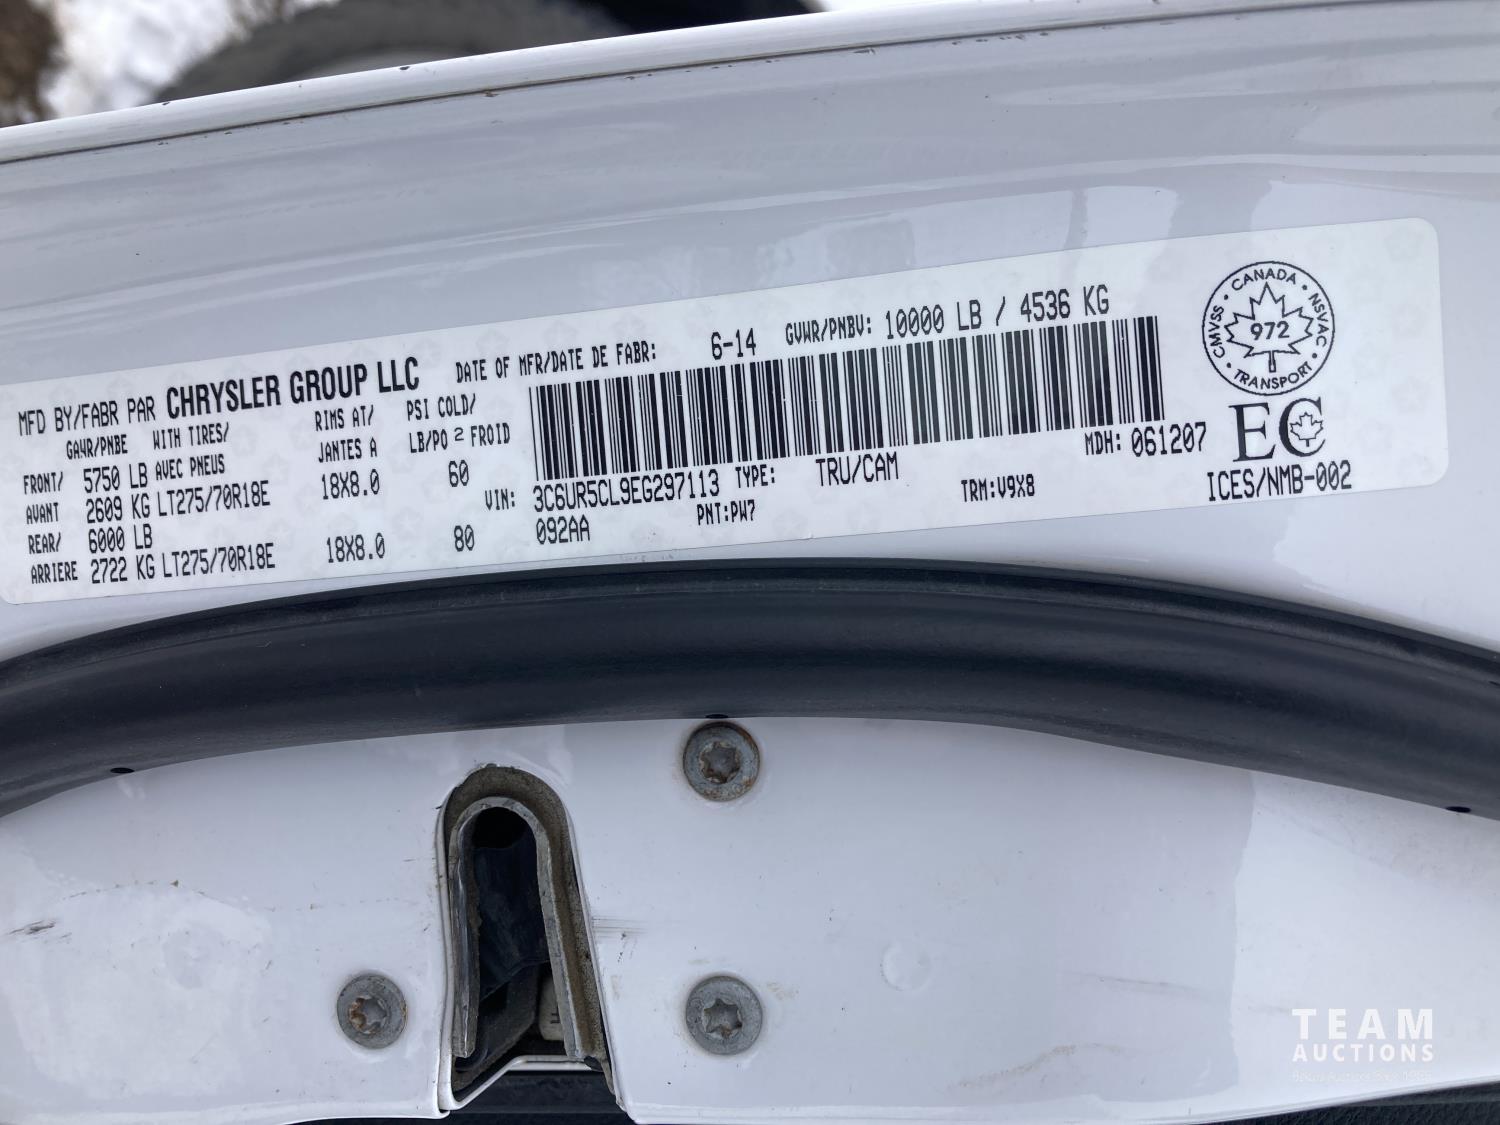 MFD BY/FABR PAR CHRYSLER GROUP LLC DATE OF MFR/DATE DE FABR: 6-14 GVWR/PNBV: 10000 LB / 4536 KG
GAWR/PNBE WITH TIRES/ AVEC PNEUS RIMS AT/ JANTES A PSI COLD/ LB/PO 2 FROID
FRONT/ AVANT 5750 LB 2609 KG LT275/70R18E 18X8.0 60
REAR/ ARRIERE 6000 LB 2722 KG LT275/70R18E 18X8.0 80
VIN: 3C6UR5CL9EG297113 TYPE: TRU/CAM MDH: 061207
092AA PNT:PW7 TRM:V9X8
CMVSS • CANADA • NSVAC • TRANSPORT •
972
EC
ICES/NMB-002
TEAM
AUCTIONS